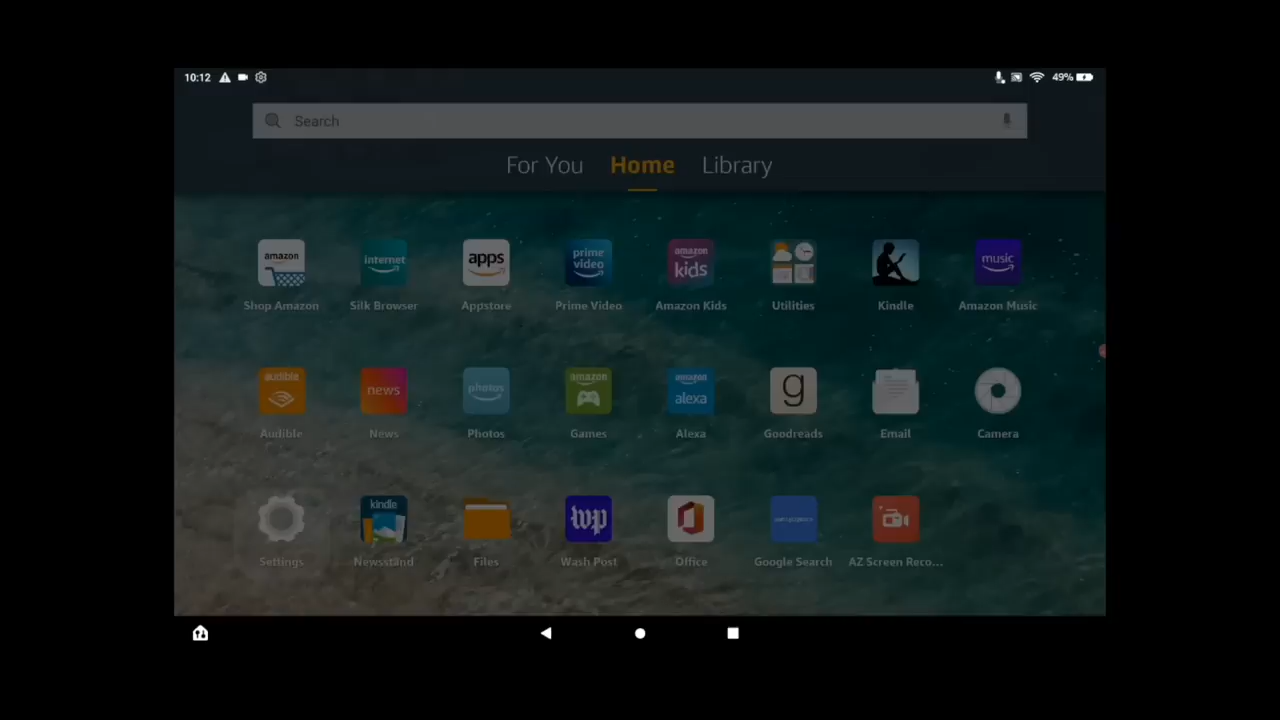 10:12 49%
Search
For You Home Library
amazon internet apps prime video amazon kids music
Shop Amazon Silk Browser Appstore Prime Video Amazon Kids Utilities Kindle Amazon Music
audible news photos amazon amazon alexa g
Audible News Photos Games Alexa Goodreads Email Camera
kindle wp
Settings Newsstand Files Wash Post Office Google Search AZ Screen Reco...